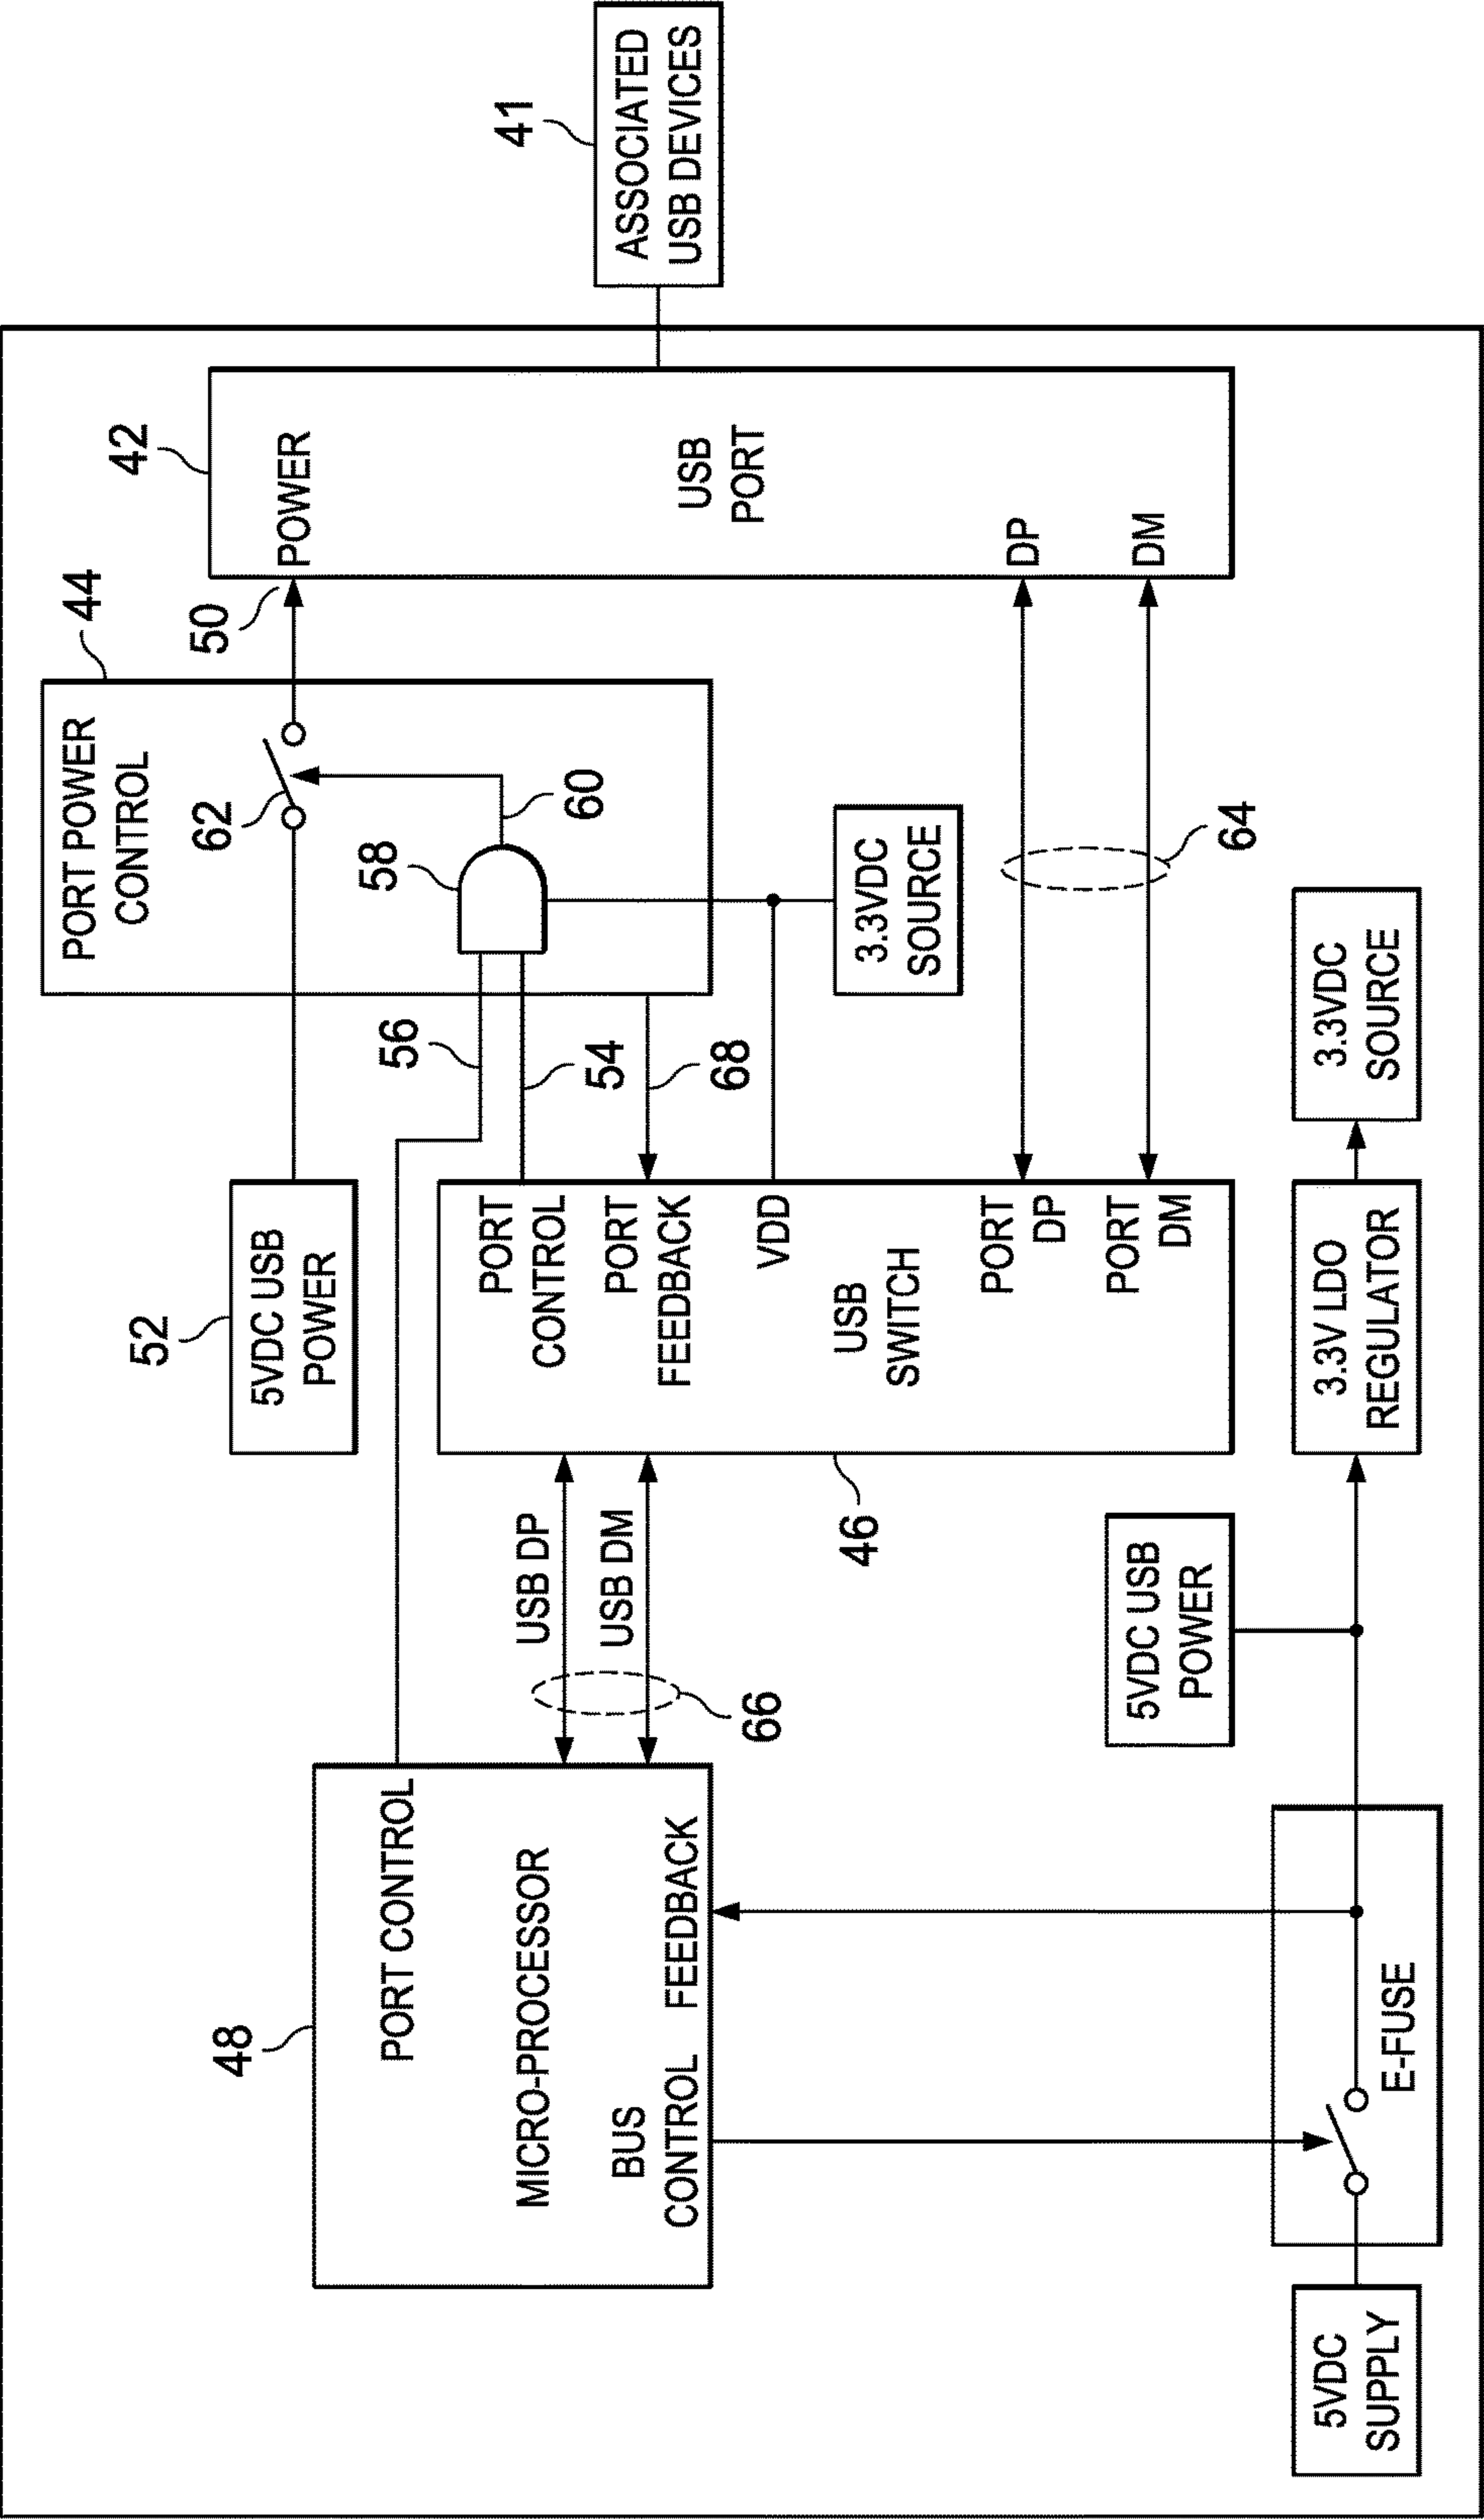 41
ASSOCIATED
USB DEVICES
42
POWER
USB
PORT
DP
DM
44
PORT POWER
CONTROL
50
62
58
60
3.3VDC
SOURCE
64
56
54
68
52
5VDC USB
POWER
PORT
CONTROL
PORT
FEEDBACK
VDD
USB
SWITCH
PORT
DP
PORT
DM
46
USB DP
USB DM
66
48
PORT CONTROL
MICRO-PROCESSOR
BUS
CONTROL
FEEDBACK
5VDC
SUPPLY
E-FUSE
5VDC USB
POWER
3.3V LDO
REGULATOR
3.3VDC
SOURCE